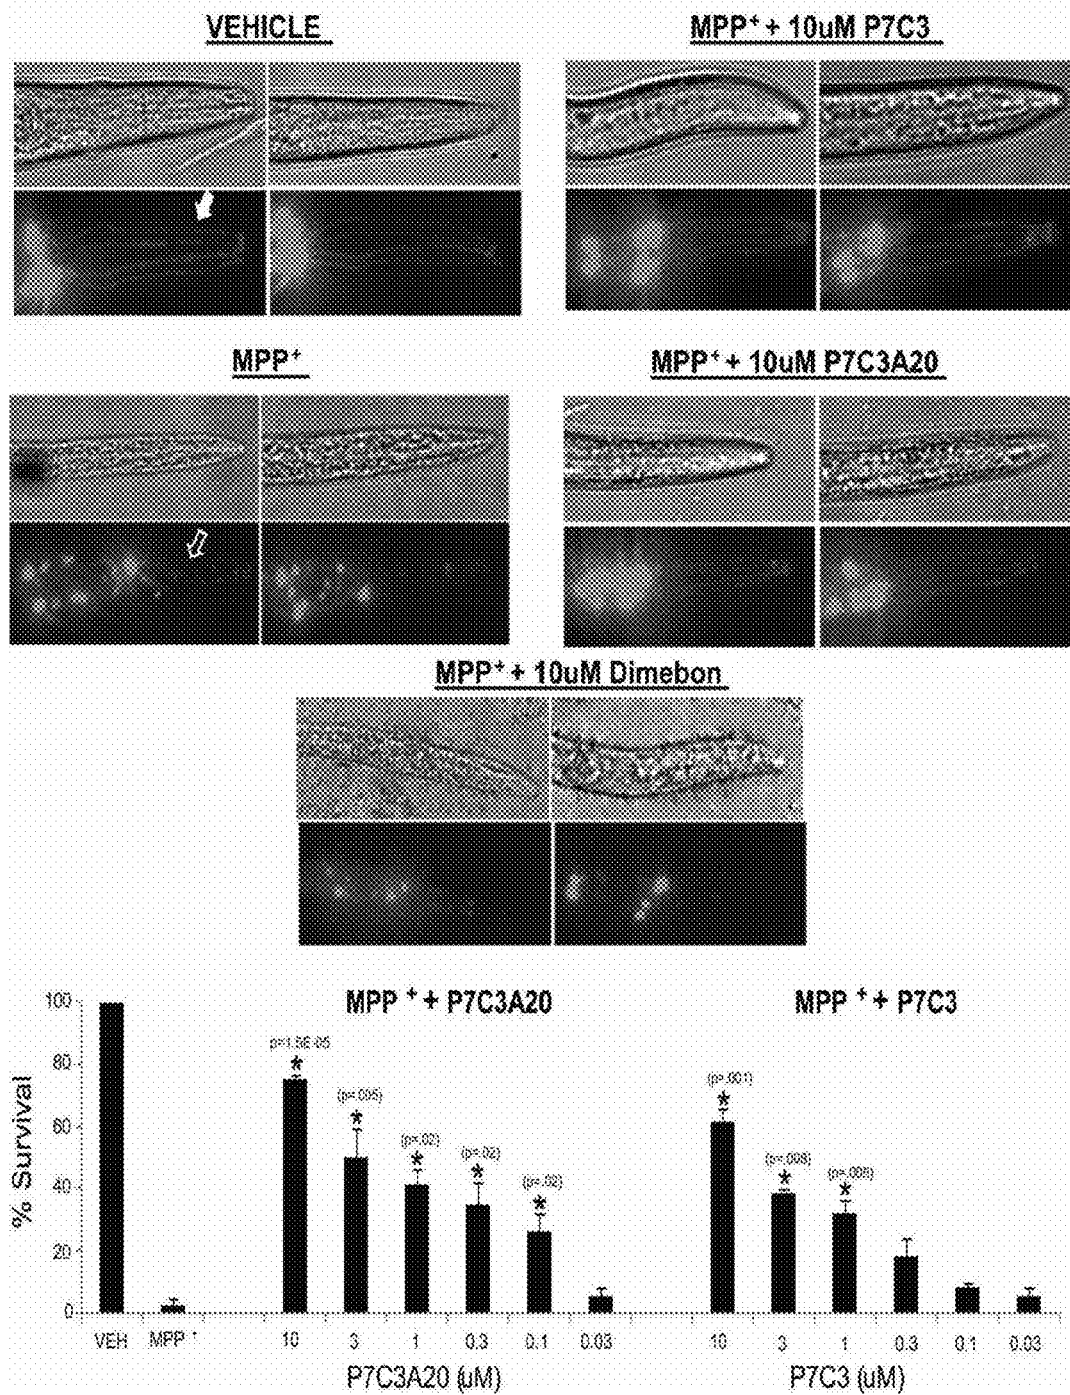 VEHICLE
MPP+ + 10uM P7C3
MPP+
MPP+ + 10uM P7C3A20
MPP+ + 10uM Dimebon
MPP + + P7C3A20
MPP + + P7C3
% Survival
100
80
60
40
20
0
(p=.02)
(p=.02)
(p=.02)
(p=.001)
* * * * *
* * *
VEH MPP + 10 3 1 0.3 0.1 0.03 10 3 1 0.3 0.1 0.03
P7C3A20 (uM)
P7C3 (uM)